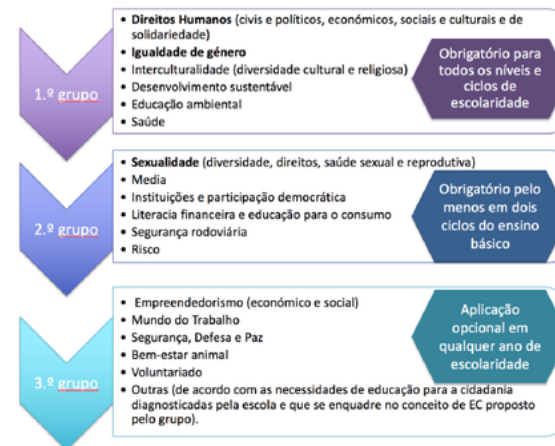 1.º grupo
• Direitos Humanos (civis e políticos, económicos, sociais e culturais e de
solidariedade)
• Igualdade de género
• Interculturalidade (diversidade cultural e religiosa)
• Desenvolvimento sustentável
• Educação ambiental
• Saúde
Obrigatório para
todos os níveis e
ciclos de
escolaridade
2.º grupo
• Sexualidade (diversidade, direitos, saúde sexual e reprodutiva)
• Media
• Instituições e participação democrática
• Literacia financeira e educação para o consumo
• Segurança rodoviária
• Risco
Obrigatório pelo
menos em dois
ciclos do ensino
básico
3.º grupo
• Empreendedorismo (económico e social)
• Mundo do Trabalho
• Segurança, Defesa e Paz
• Bem-estar animal
• Voluntariado
• Outras (de acordo com as necessidades de educação para a cidadania
diagnosticadas pela escola e que se enquadre no conceito de EC proposto
pelo grupo).
Aplicação
opcional em
qualquer ano de
escolaridade